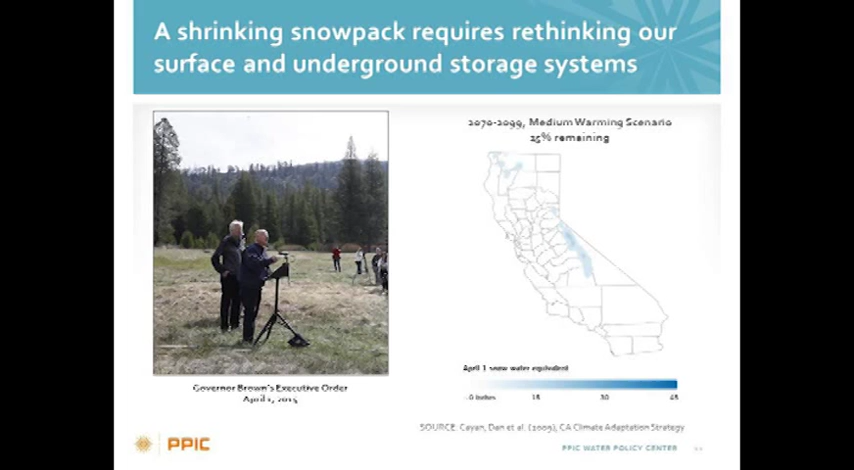 A shrinking snowpack requires rethinking our
surface and underground storage systems
2070-2099, Medium Warming Scenario
25% remaining
April 1 snow water equivalent
0 inches 15 30 45
Governor Brown's Executive Order
April 1, 2015
SOURCE: Cayan, Dan et al. (2009), CA Climate Adaptation Strategy
PPIC
PPIC WATER POLICY CENTER